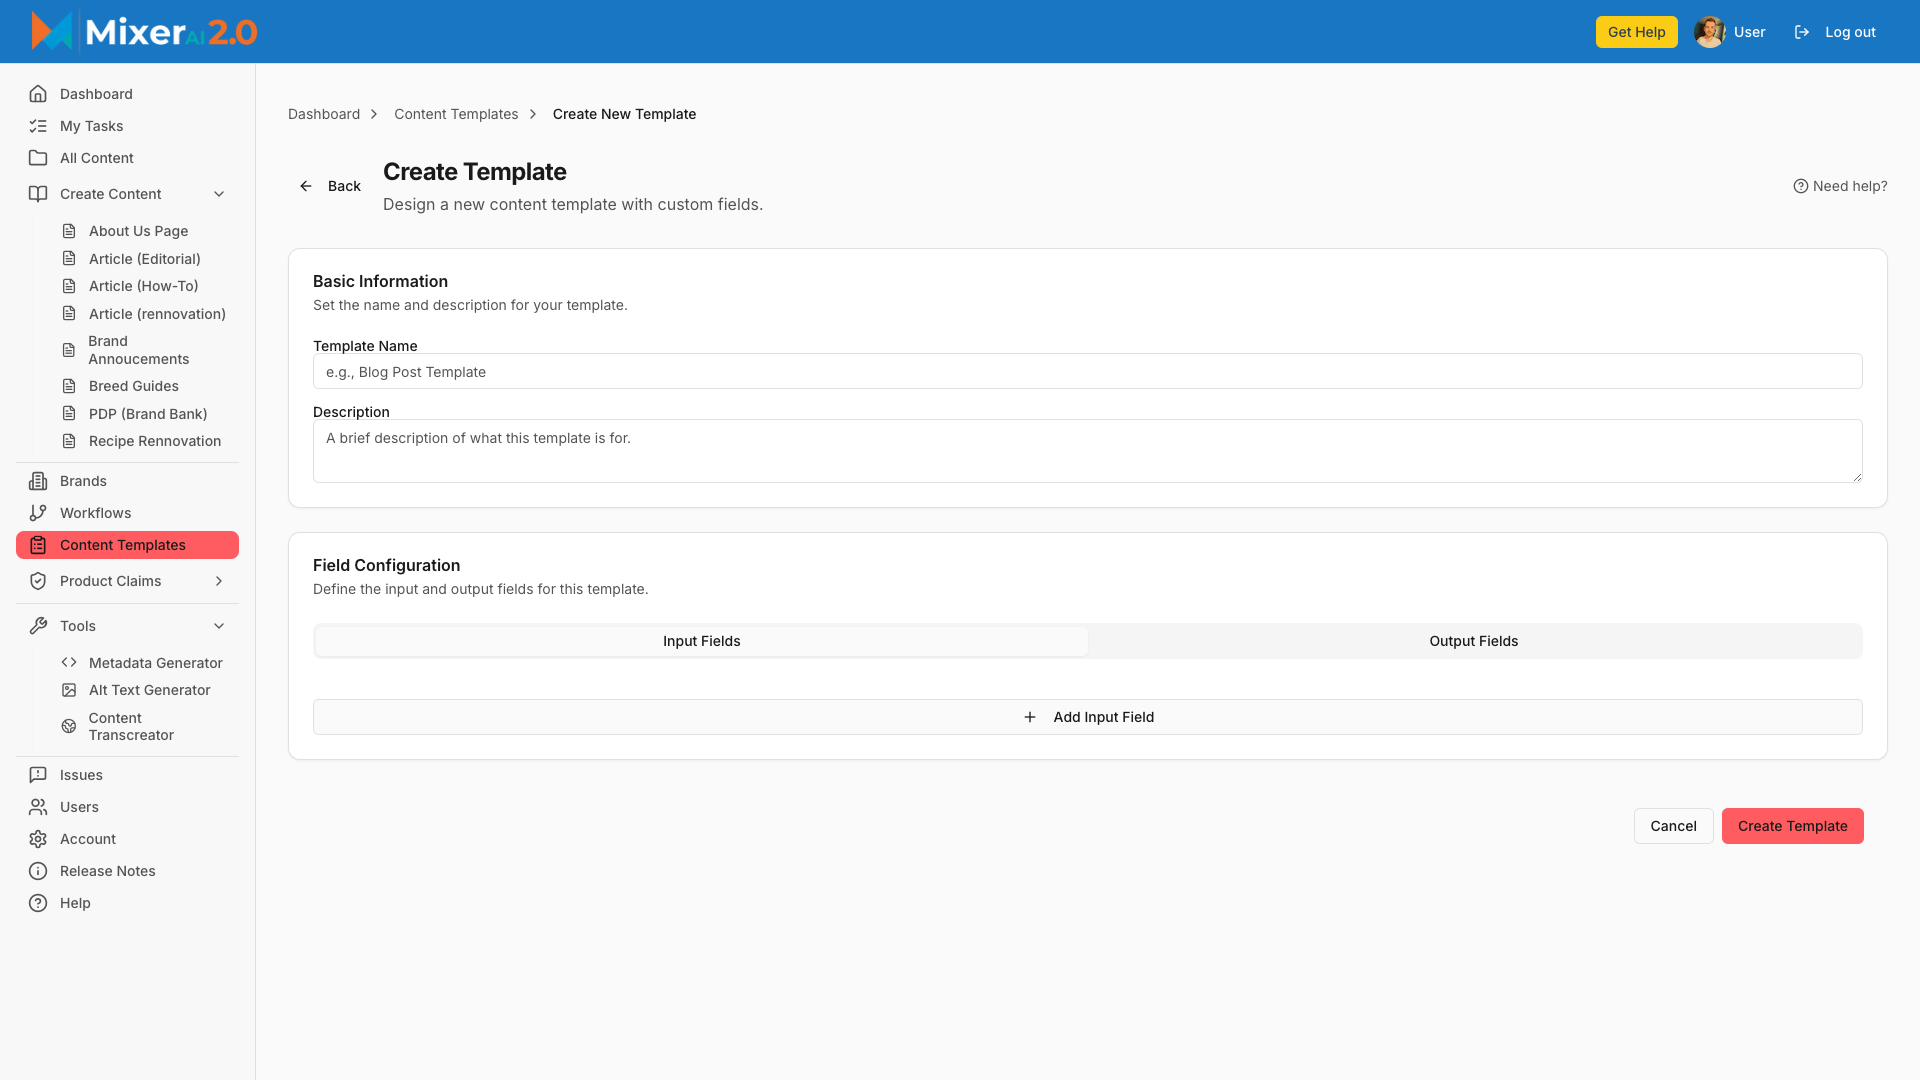 MixerAI 2.0
Get Help
User
Log out
Dashboard
My Tasks
All Content
Create Content
About Us Page
Article (Editorial)
Article (How-To)
Article (rennovation)
Brand
Annoucements
Breed Guides
PDP (Brand Bank)
Recipe Rennovation
Brands
Workflows
Content Templates
Product Claims
Tools
Metadata Generator
Alt Text Generator
Content
Transcreator
Issues
Users
Account
Release Notes
Help
Dashboard > Content Templates > Create New Template
Back
Create Template
Design a new content template with custom fields.
Need help?
Basic Information
Set the name and description for your template.
Template Name
e.g., Blog Post Template
Description
A brief description of what this template is for.
Field Configuration
Define the input and output fields for this template.
Input Fields
Output Fields
+ Add Input Field
Cancel
Create Template